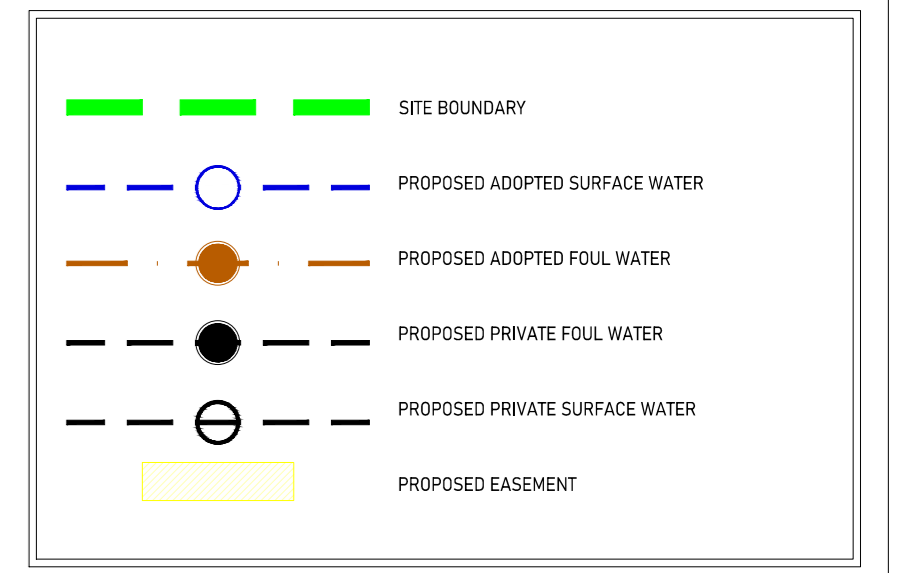 SITE BOUNDARY
PROPOSED ADOPTED SURFACE WATER
PROPOSED ADOPTED FOUL WATER
PROPOSED PRIVATE FOUL WATER
PROPOSED PRIVATE SURFACE WATER
PROPOSED EASEMENT